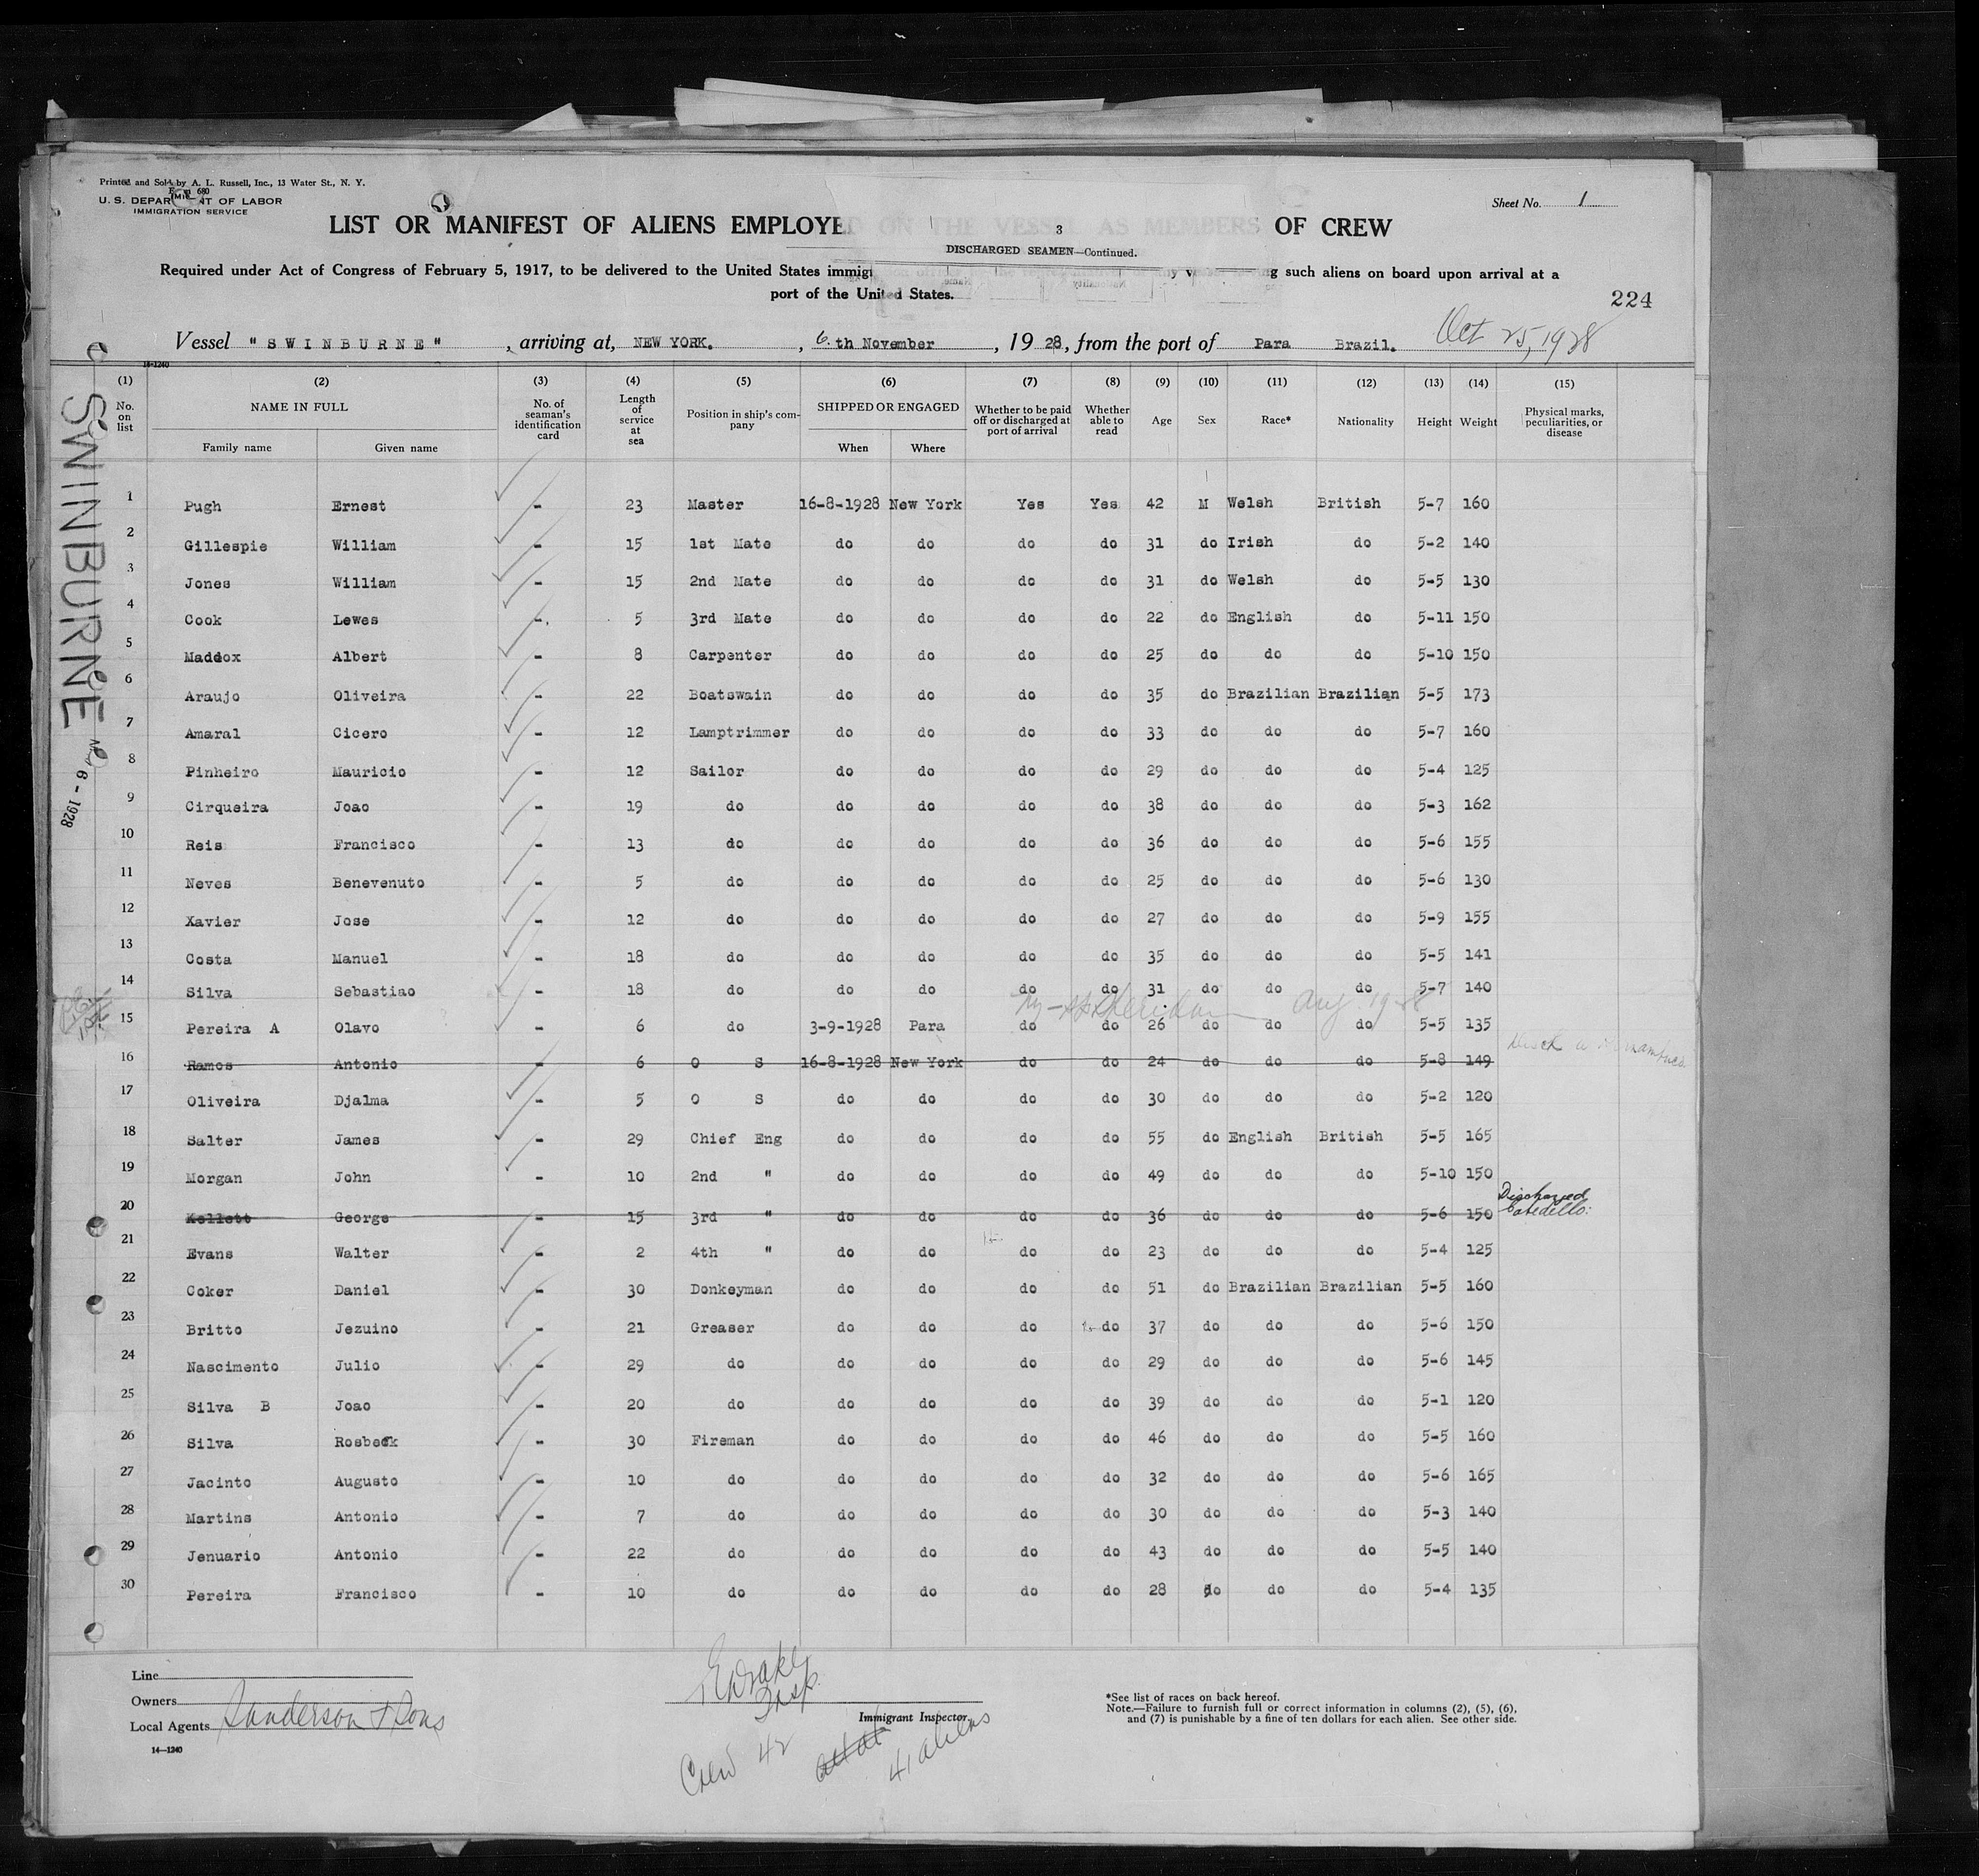 Printed and Sold by A. L. Russell, Inc., 13 Water St., N. Y.
Form 680
U. S. DEPARTMENT OF LABOR
IMMIGRATION SERVICE
Sheet No. 1
LIST OR MANIFEST OF ALIENS EMPLOYED ON THE VESSEL AS MEMBERS OF CREW
3
DISCHARGED SEAMEN—Continued.
Required under Act of Congress of February 5, 1917, to be delivered to the United States immig such aliens on board upon arrival at a
port of the United States.
224
Vessel "SWINBURNE", arriving at, NEW YORK., 6.th November, 1928, from the port of Para Brazil. Oct 25, 1928
14-1240
SWINBURNE
Nov 6 - 1928
(1) (2) (3) (4) (5) (6) (7) (8) (9) (10) (11) (12) (13) (14) (15)
No. on list NAME IN FULL No. of seaman's identification card Length of service at sea Position in ship's company SHIPPED OR ENGAGED Whether to be paid off or discharged at port of arrival Whether able to read Age Sex Race* Nationality Height Weight Physical marks, peculiarities, or disease
Family name Given name When Where
1 Pugh Ernest - 23 Master 16-8-1928 New York Yes Yes 42 M Welsh British 5-7 160
2 Gillespie William - 15 1st Mate do do do do 31 do Irish do 5-2 140
3 Jones William - 15 2nd Mate do do do do 31 do Welsh do 5-5 130
4 Cook Lewes - 5 3rd Mate do do do do 22 do English do 5-11 150
5 Maddox Albert - 8 Carpenter do do do do 25 do do do 5-10 150
6 Araujo Oliveira - 22 Boatswain do do do do 35 do Brazilian Brazilian 5-5 173
7 Amaral Cicero - 12 Lamptrimmer do do do do 33 do do do 5-7 160
8 Pinheiro Mauricio - 12 Sailor do do do do 29 do do do 5-4 125
9 Cirqueira Joao - 19 do do do do do 38 do do do 5-3 162
10 Reis Francisco - 13 do do do do do 36 do do do 5-6 155
11 Neves Benevenuto - 5 do do do do do 25 do do do 5-6 130
12 Xavier Jose - 12 do do do do do 27 do do do 5-9 155
13 Costa Manuel - 18 do do do do do 35 do do do 5-5 141
14 Silva Sebastiao - 18 do do do do do 31 do do do 5-7 140
Aug 1928
15 Pereira A Olavo - 6 do 3-9-1928 Para do do 26 do do do 5-5 135
16 Ramos Antonio - 6 O S 16-8-1928 New York do do 24 do do do 5-8 149
17 Oliveira Djalma - 5 O S do do do do 30 do do do 5-2 120
18 Salter James - 29 Chief Eng do do do do 55 do English British 5-5 165
19 Morgan John - 10 2nd " do do do do 49 do do do 5-10 150
20 Kellett George - 15 3rd " do do do do 36 do do do 5-6 150 Discharged Cabedello:
21 Evans Walter - 2 4th " do do do do 23 do do do 5-4 125
22 Coker Daniel - 30 Donkeyman do do do do 51 do Brazilian Brazilian 5-5 160
23 Britto Jezuino - 21 Greaser do do do do 37 do do do 5-6 150
24 Nascimento Julio - 29 do do do do do 29 do do do 5-6 145
25 Silva B Joao - 20 do do do do do 39 do do do 5-1 120
26 Silva Rosbeck - 30 Fireman do do do do 46 do do do 5-5 160
27 Jacinto Augusto - 10 do do do do do 32 do do do 5-6 165
28 Martins Antonio - 7 do do do do do 30 do do do 5-3 140
29 Jenuario Antonio - 22 do do do do do 43 do do do 5-5 140
30 Pereira Francisco - 10 do do do do do 28 do do do 5-4 135
Line
Owners
Local Agents Sanderson & Sons
14—1240
Drake
Insp.
Immigrant Inspector
Crew 42
41 aliens
*See list of races on back hereof.
Note.—Failure to furnish full or correct information in columns (2), (5), (6),
and (7) is punishable by a fine of ten dollars for each alien. See other side.